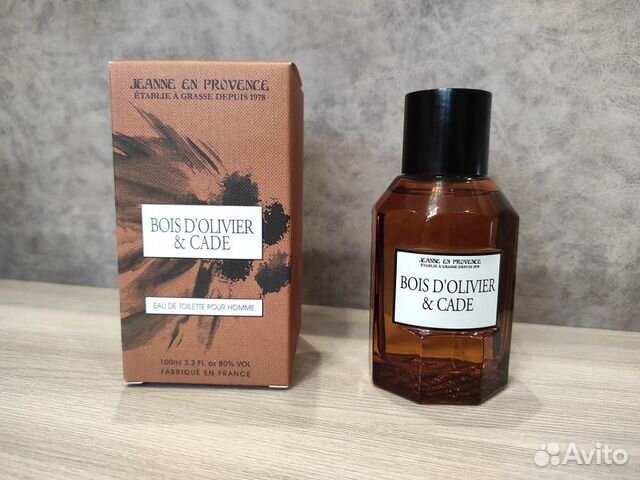 JEANNE EN PROVENCE
ÉTABLIE À GRASSE DEPUIS 1978
BOIS D'OLIVIER
& CADE
EAU DE TOILETTE POUR HOMME
100ml 3.3 Fl. oz 80% VOL
FABRIQUÉ EN FRANCE
JEANNE EN PROVENCE
ÉTABLIE À GRASSE DEPUIS 1978
BOIS D'OLIVIER
& CADE
Avito